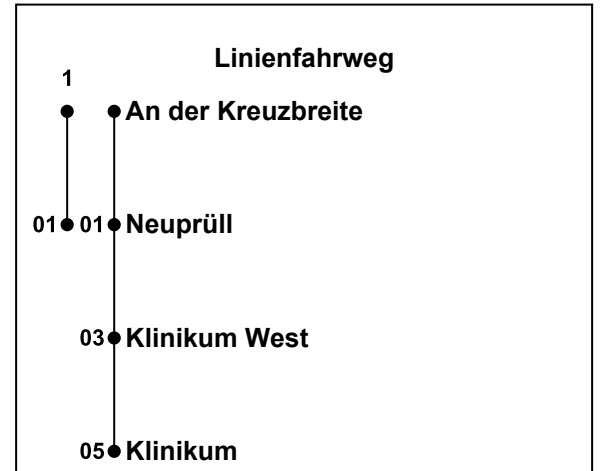 Linienfahrweg
1
An der Kreuzbreite
01 01 Neuprüll
03 Klinikum West
05 Klinikum